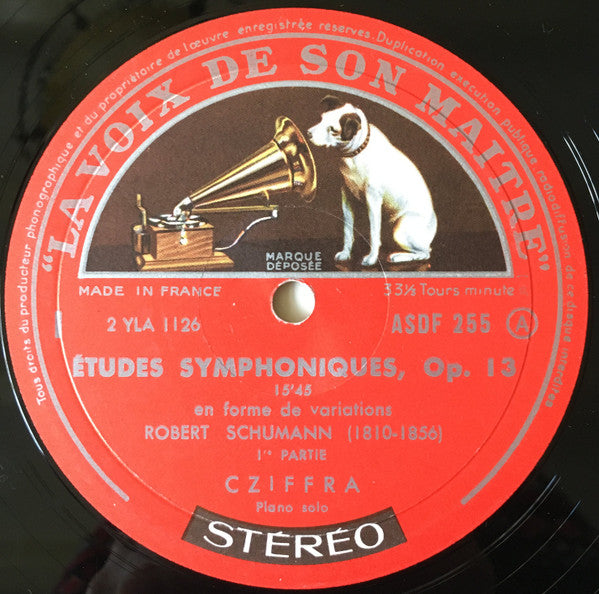 Tous droits du producteur phonographique et du propriétaire de l'œuvre enregistrée réservés. Duplication, exécution publique, radiodiffusion de ce disque interdites
"LA VOIX DE SON MAITRE"
MARQUE
DÉPOSÉE
MADE IN FRANCE
33⅓ Tours minute
2 YLA 1126
ASDF 255 A
ÉTUDES SYMPHONIQUES, Op. 13
15'45
en forme de variations
ROBERT SCHUMANN (1810-1856)
1re PARTIE
CZIFFRA
Piano solo
STÉRÉO